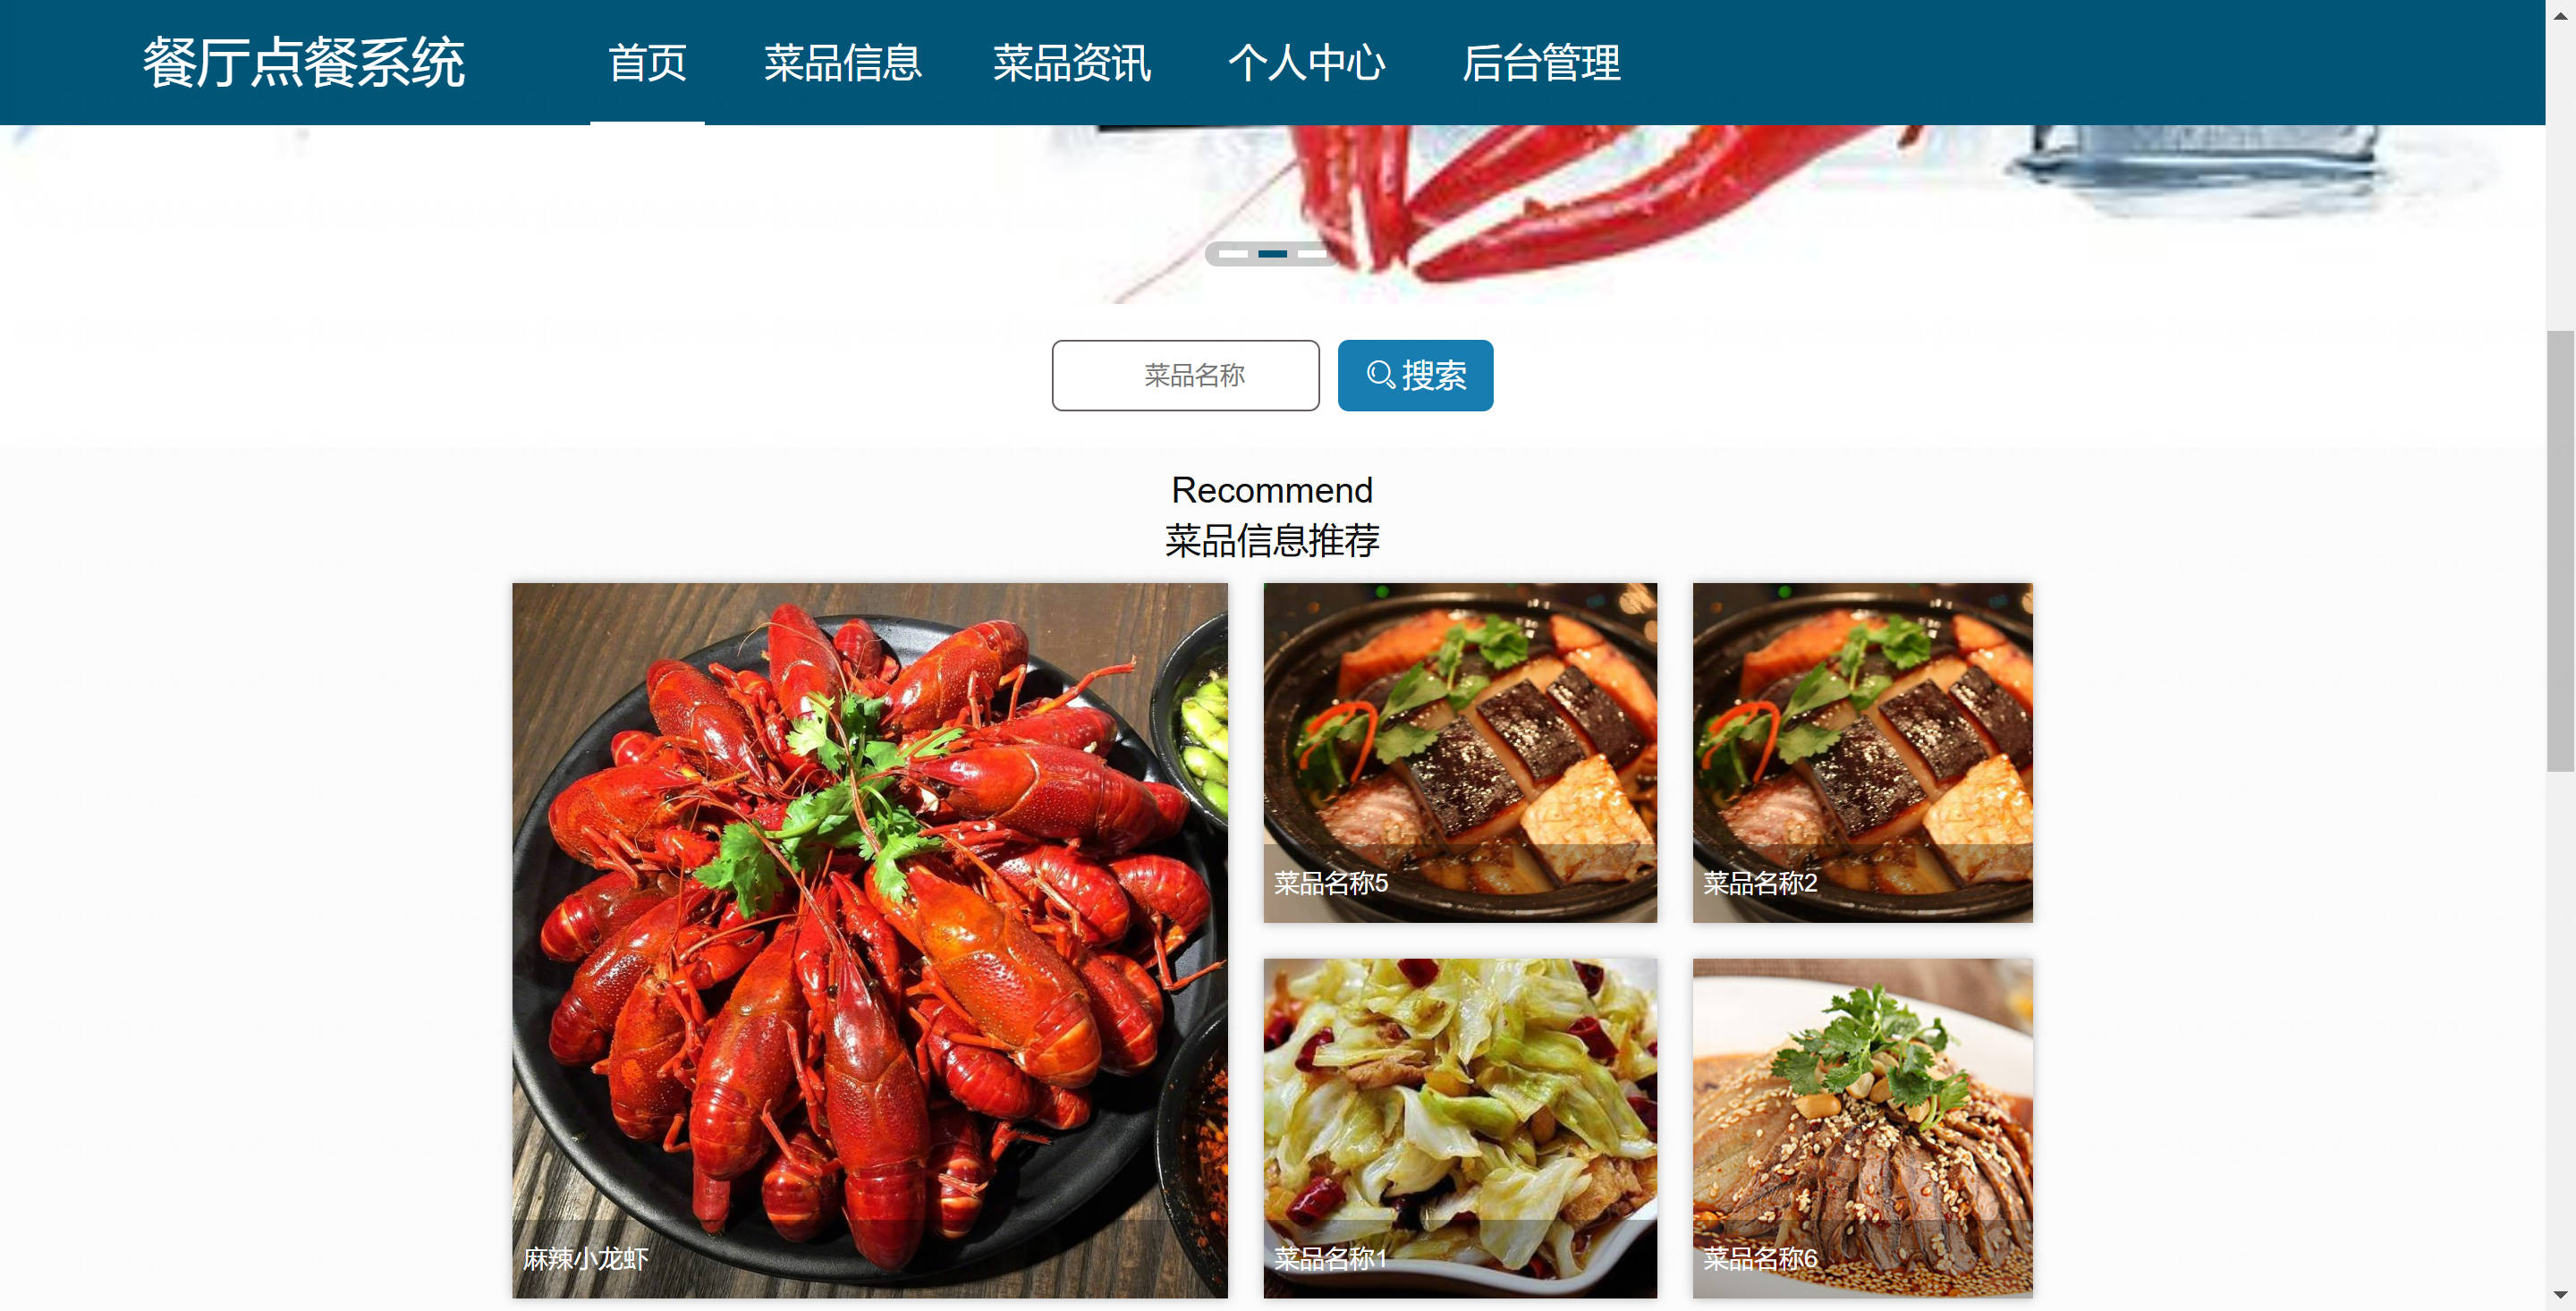 餐厅点餐系统
首页 菜品信息 菜品资讯 个人中心 后台管理
菜品名称
搜索
Recommend
菜品信息推荐
麻辣小龙虾
菜品名称5
菜品名称2
菜品名称1
菜品名称6